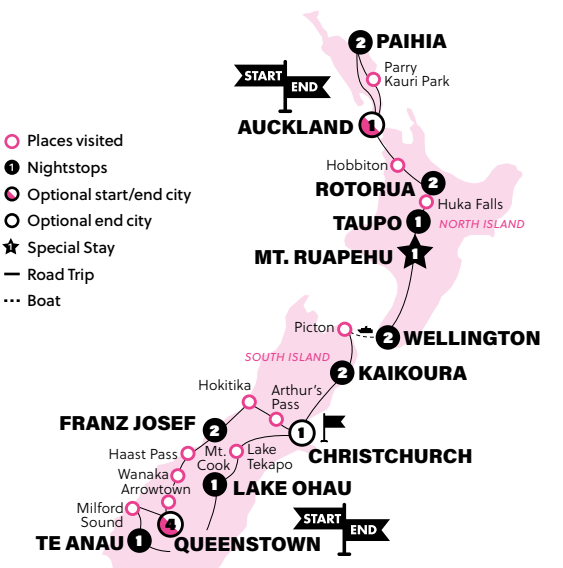 2 PAIHIA
START
END
Parry
Kauri Park
AUCKLAND 1
Hobbiton
ROTORUA 2
Huka Falls
TAUPO 1
NORTH ISLAND
MT. RUAPEHU 1
Places visited
1 Nightstops
Optional start/end city
Optional end city
1 Special Stay
Road Trip
Boat
Picton
2 WELLINGTON
SOUTH ISLAND
2 KAIKOURA
Hokitika
Arthur's
Pass
FRANZ JOSEF 2
1
CHRISTCHURCH
Haast Pass
Mt.
Cook
Lake
Tekapo
Wanaka
Arrowtown
1 LAKE OHAU
Milford
Sound
4
QUEENSTOWN
START
END
TE ANAU 1